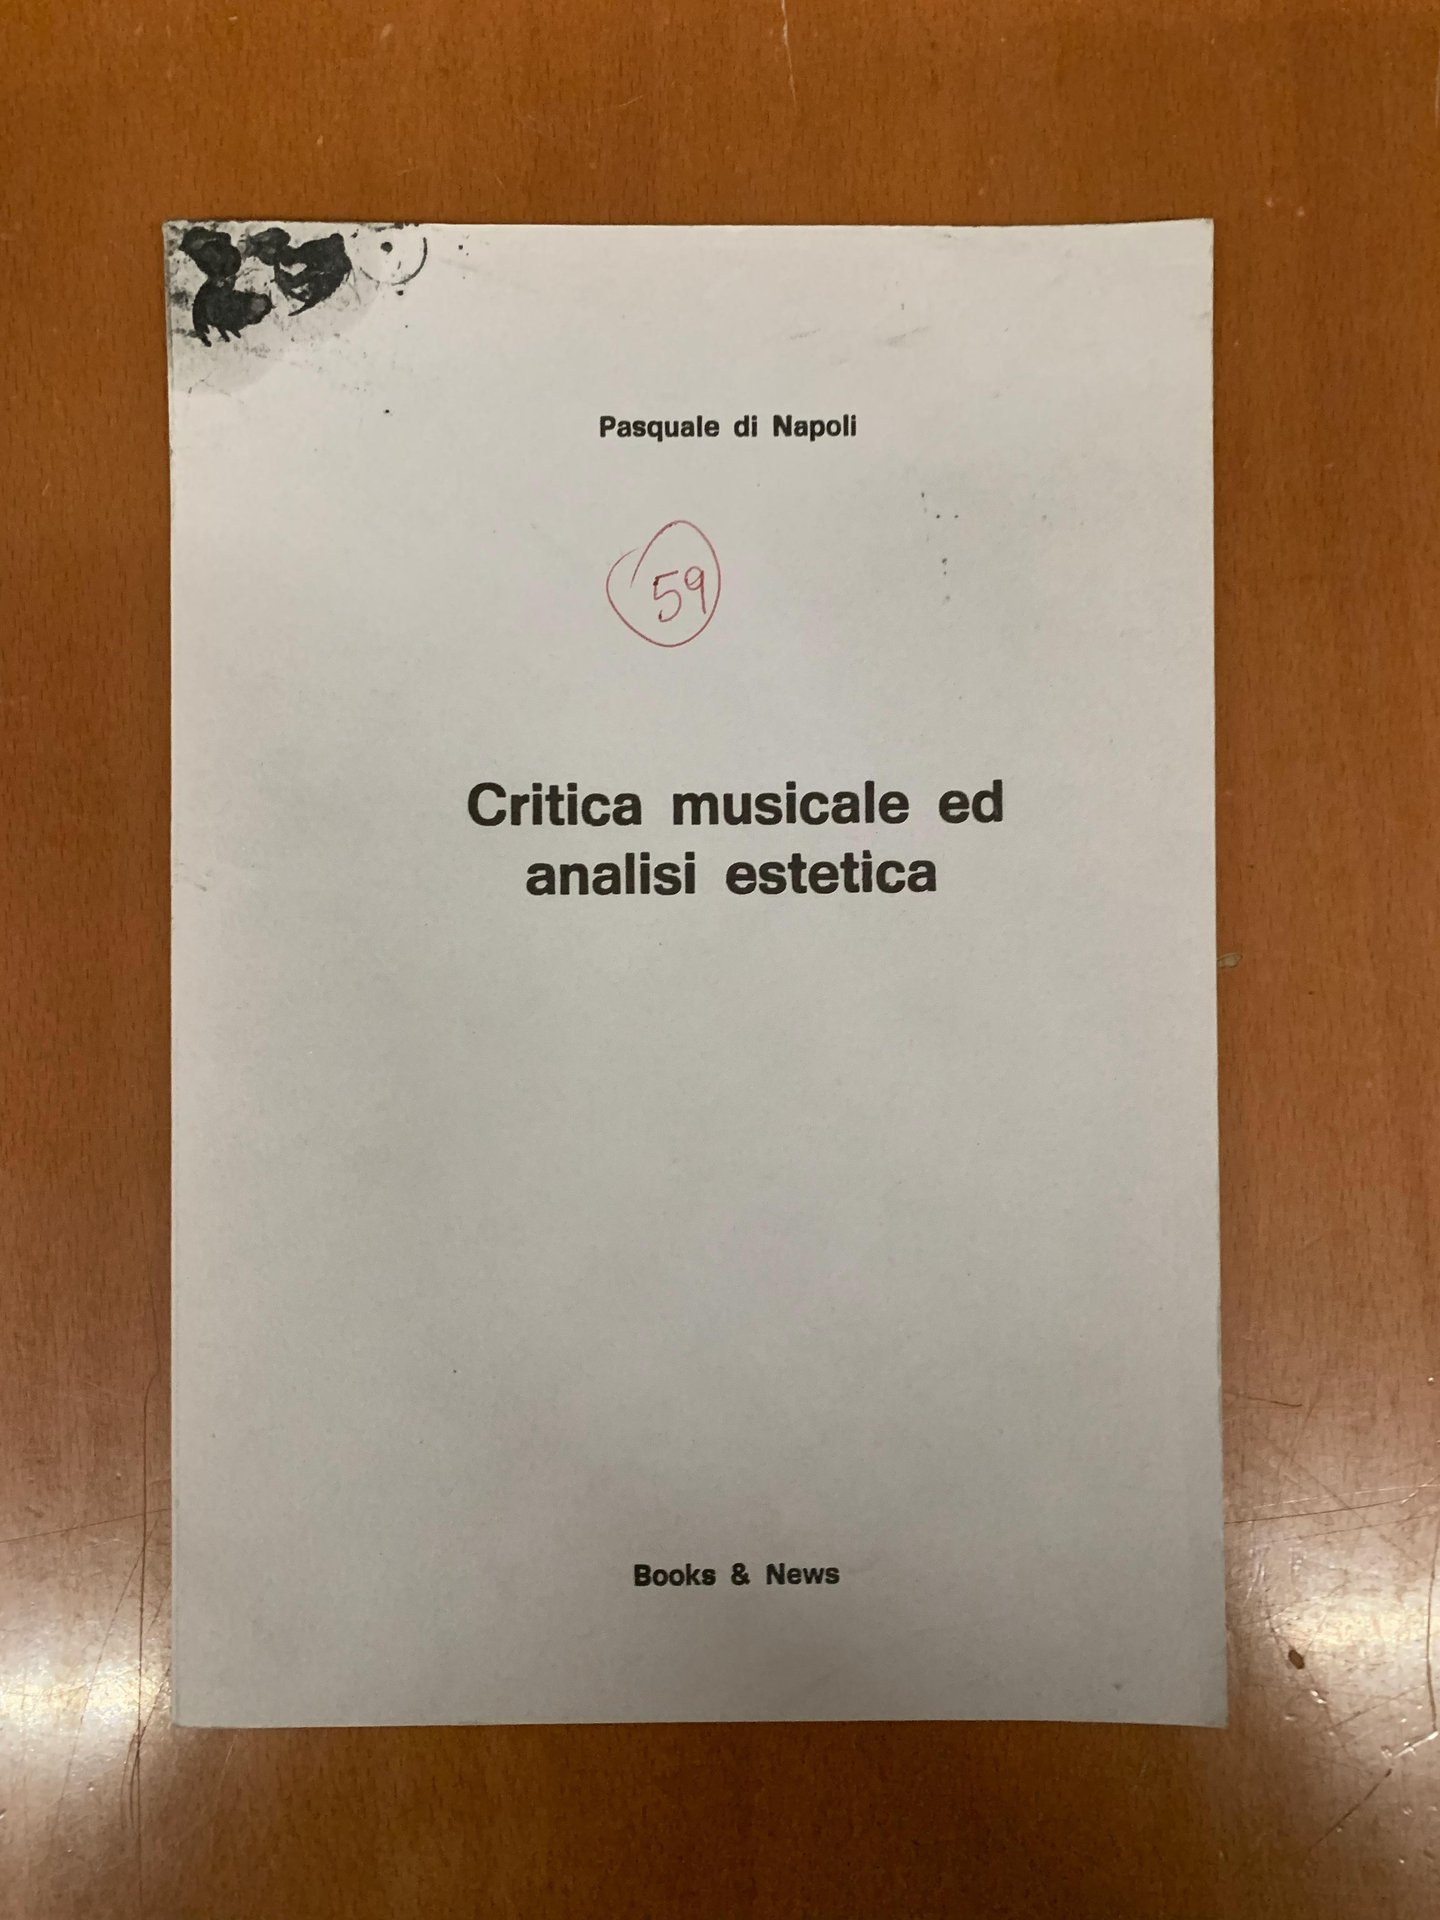 Pasquale di Napoli
59
Critica musicale ed
analisi estetica
Books & News